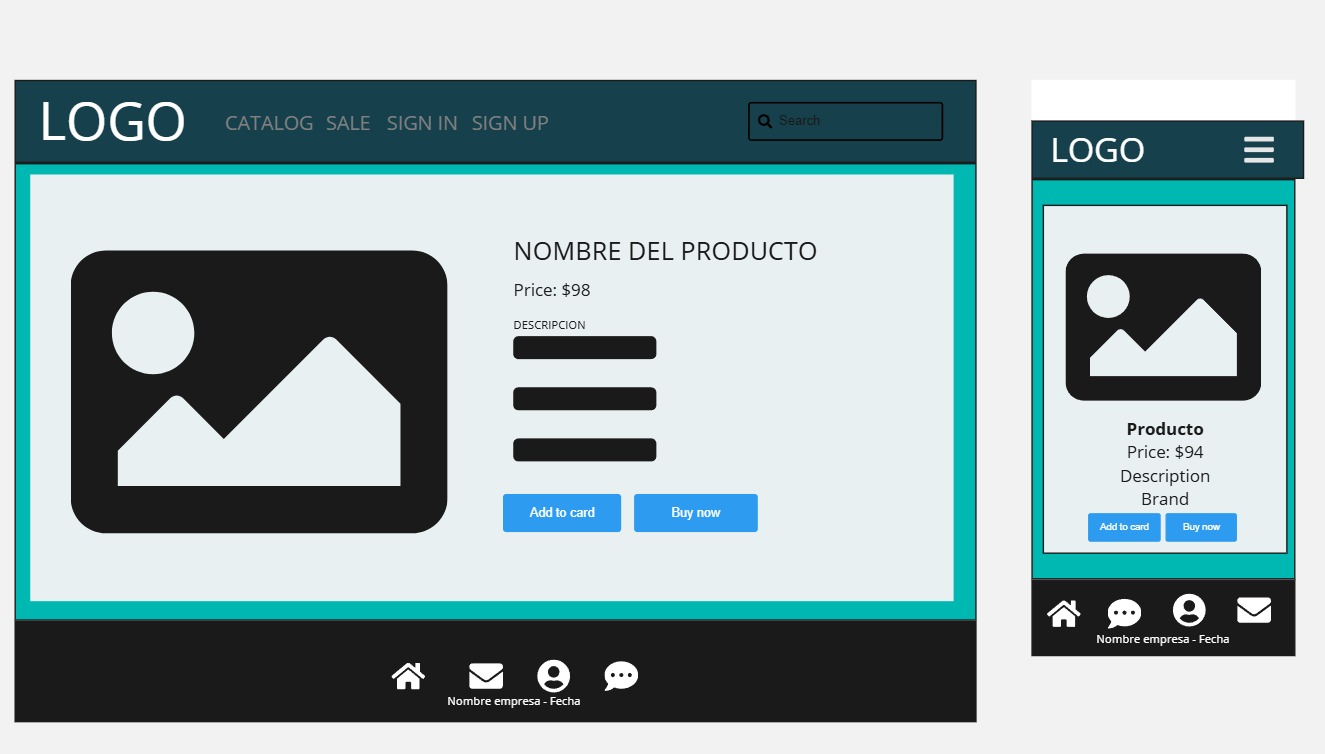 LOGO CATALOG SALE SIGN IN SIGN UP Search
NOMBRE DEL PRODUCTO
Price: $98
DESCRIPCION
Add to card Buy now
Nombre empresa - Fecha
LOGO
Producto
Price: $94
Description
Brand
Add to card Buy now
Nombre empresa - Fecha